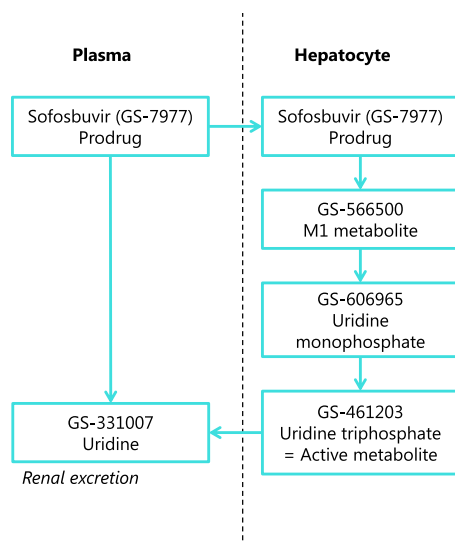 Plasma
Hepatocyte
Sofosbuvir (GS-7977)
Prodrug
Sofosbuvir (GS-7977)
Prodrug
GS-566500
M1 metabolite
GS-606965
Uridine
monophosphate
GS-331007
Uridine
GS-461203
Uridine triphosphate
= Active metabolite
Renal excretion